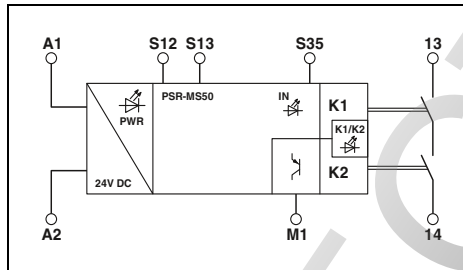 A1 S12 S13 S35 13
PSR-MS50 IN K1
PWR K1/K2
24V DC K2
A2 M1 14